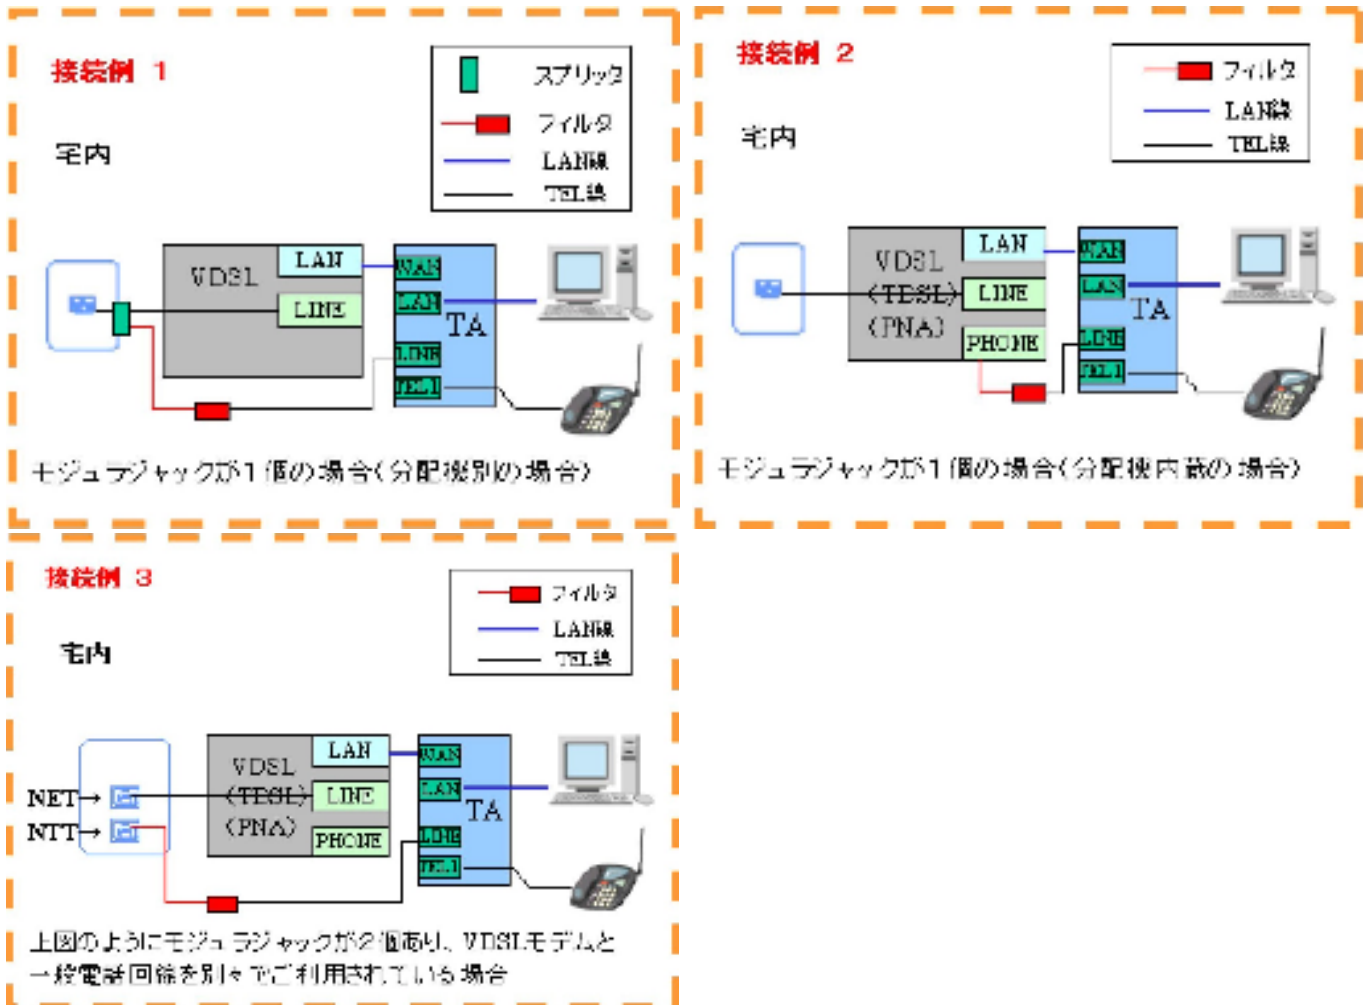 接続例 1
スプリッタ
フィルタ
LAN線
TEL線
宅内
VDSL
LAN
LINE
WAN
LAN
TA
LINE
TEL1
モジュラジャックが1個の場合(分配機別の場合)
接続例 2
フィルタ
LAN線
TEL線
宅内
VDSL
(TDSL)
(PNA)
LAN
LINE
PHONE
WAN
LAN
TA
LINE
TEL1
モジュラジャックが1個の場合(分配機内蔵の場合)
接続例 3
フィルタ
LAN線
TEL線
宅内
NET→
NTT→
VDSL
(TDSL)
(PNA)
LAN
LINE
PHONE
WAN
LAN
TA
LINE
TEL1
上図のようにモジュラジャックが2個あり、VDSLモデムと
一般電話回線を別々でご利用されている場合